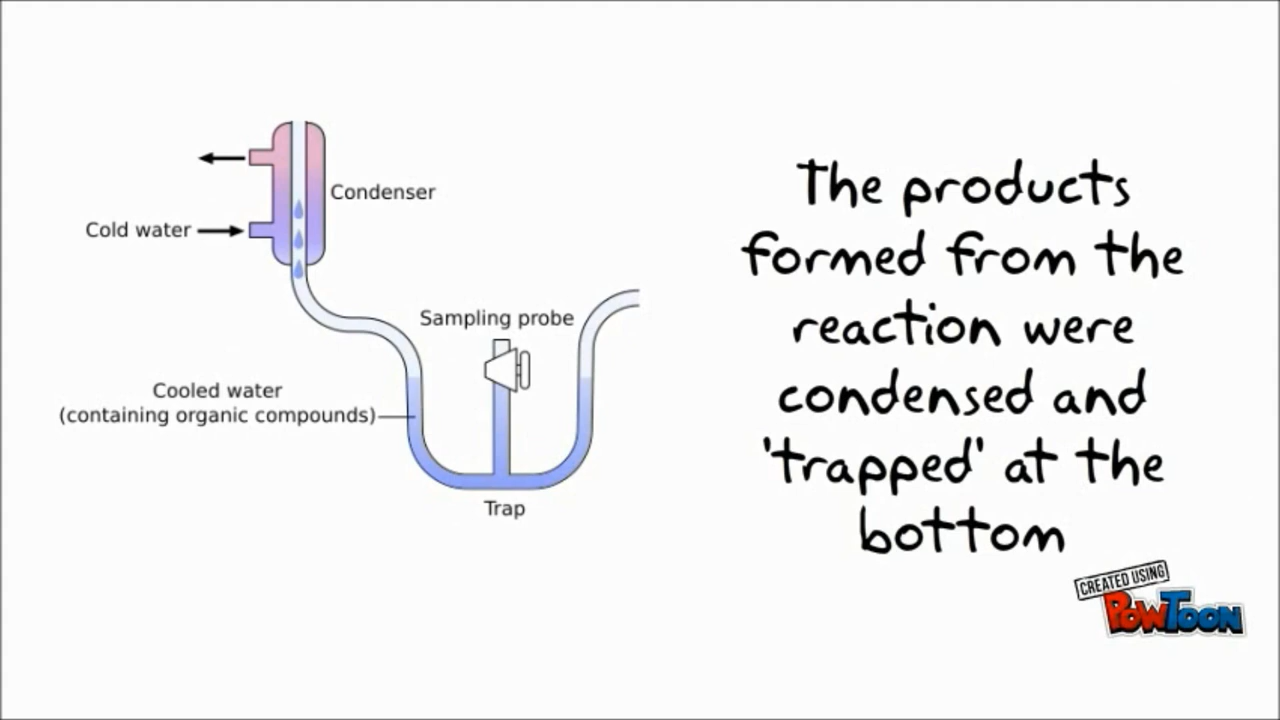 Condenser
Cold water
Sampling probe
Cooled water
(containing organic compounds)
Trap
The products
formed from the
reaction were
condensed and
'trapped' at the
bottom
CREATED USING
POWTOON